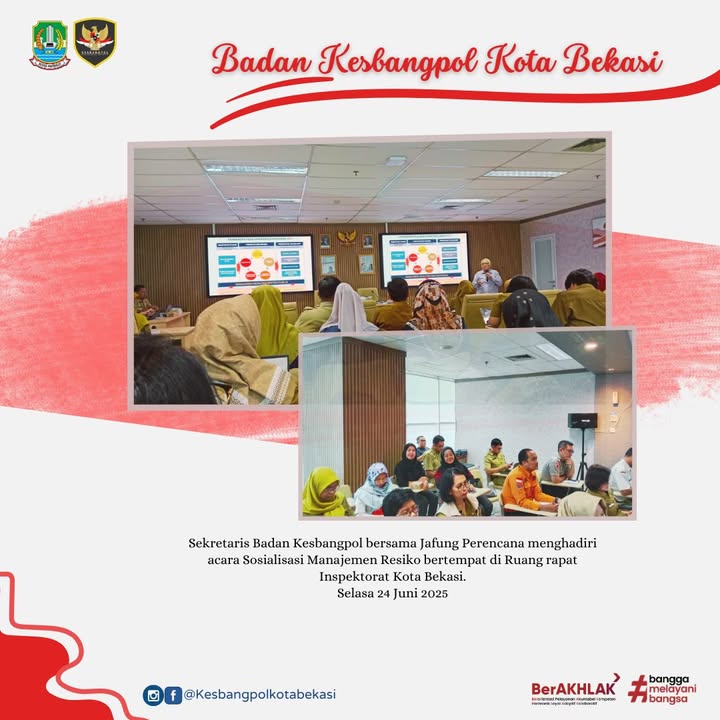 Badan Kesbangpol Kota Bekasi
Sekretaris Badan Kesbangpol bersama Jafung Perencana menghadiri
acara Sosialisasi Manajemen Resiko bertempat di Ruang rapat
Inspektorat Kota Bekasi.
Selasa 24 Juni 2025
@Kesbangpolkotabekasi
BerAKHLAK
#bangga
melayani
bangsa